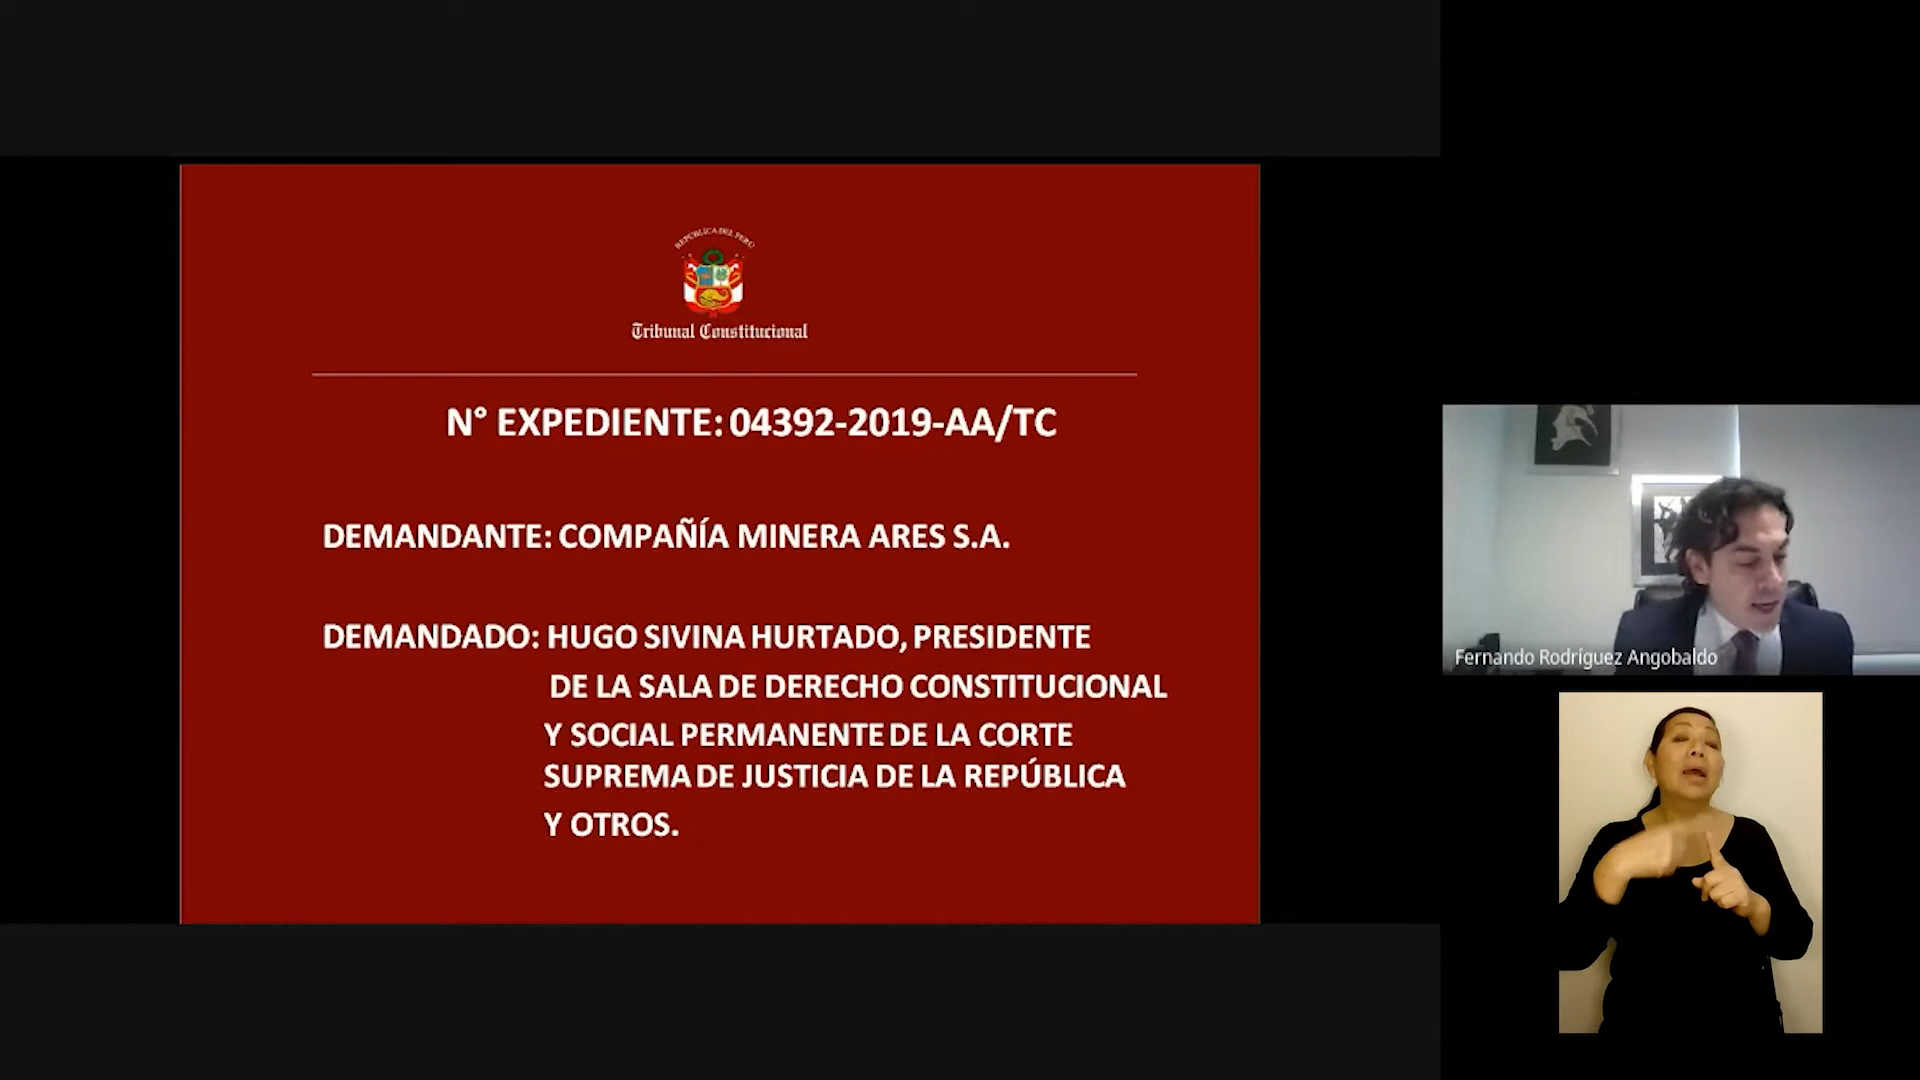 REPÚBLICA DEL PERÚ
Tribunal Constitucional
N° EXPEDIENTE: 04392-2019-AA/TC
DEMANDANTE: COMPAÑÍA MINERA ARES S.A.
DEMANDADO: HUGO SIVINA HURTADO, PRESIDENTE
DE LA SALA DE DERECHO CONSTITUCIONAL
Y SOCIAL PERMANENTE DE LA CORTE
SUPREMA DE JUSTICIA DE LA REPÚBLICA
Y OTROS.
Fernando Rodríguez Angobaldo